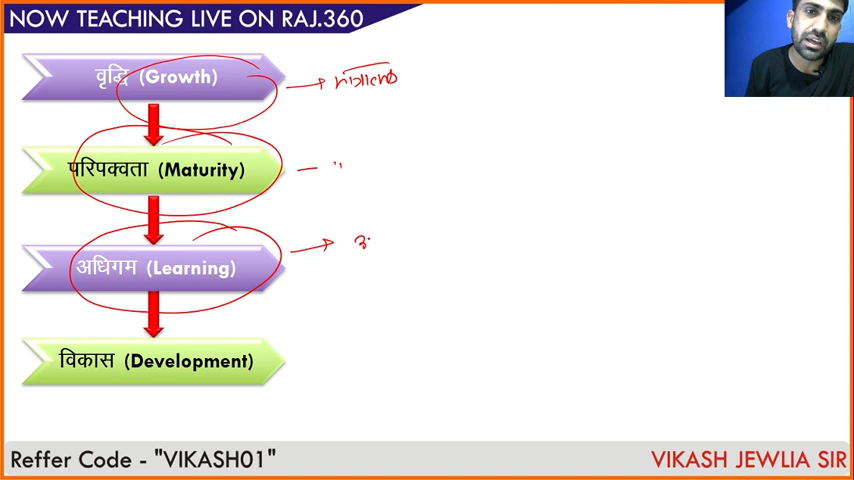 NOW TEACHING LIVE ON RAJ.360
वृद्धि (Growth)
परिपक्वता (Maturity)
"
अधिगम (Learning)
विकास (Development)
Reffer Code - "VIKASH01"
VIKASH JEWLIA SIR